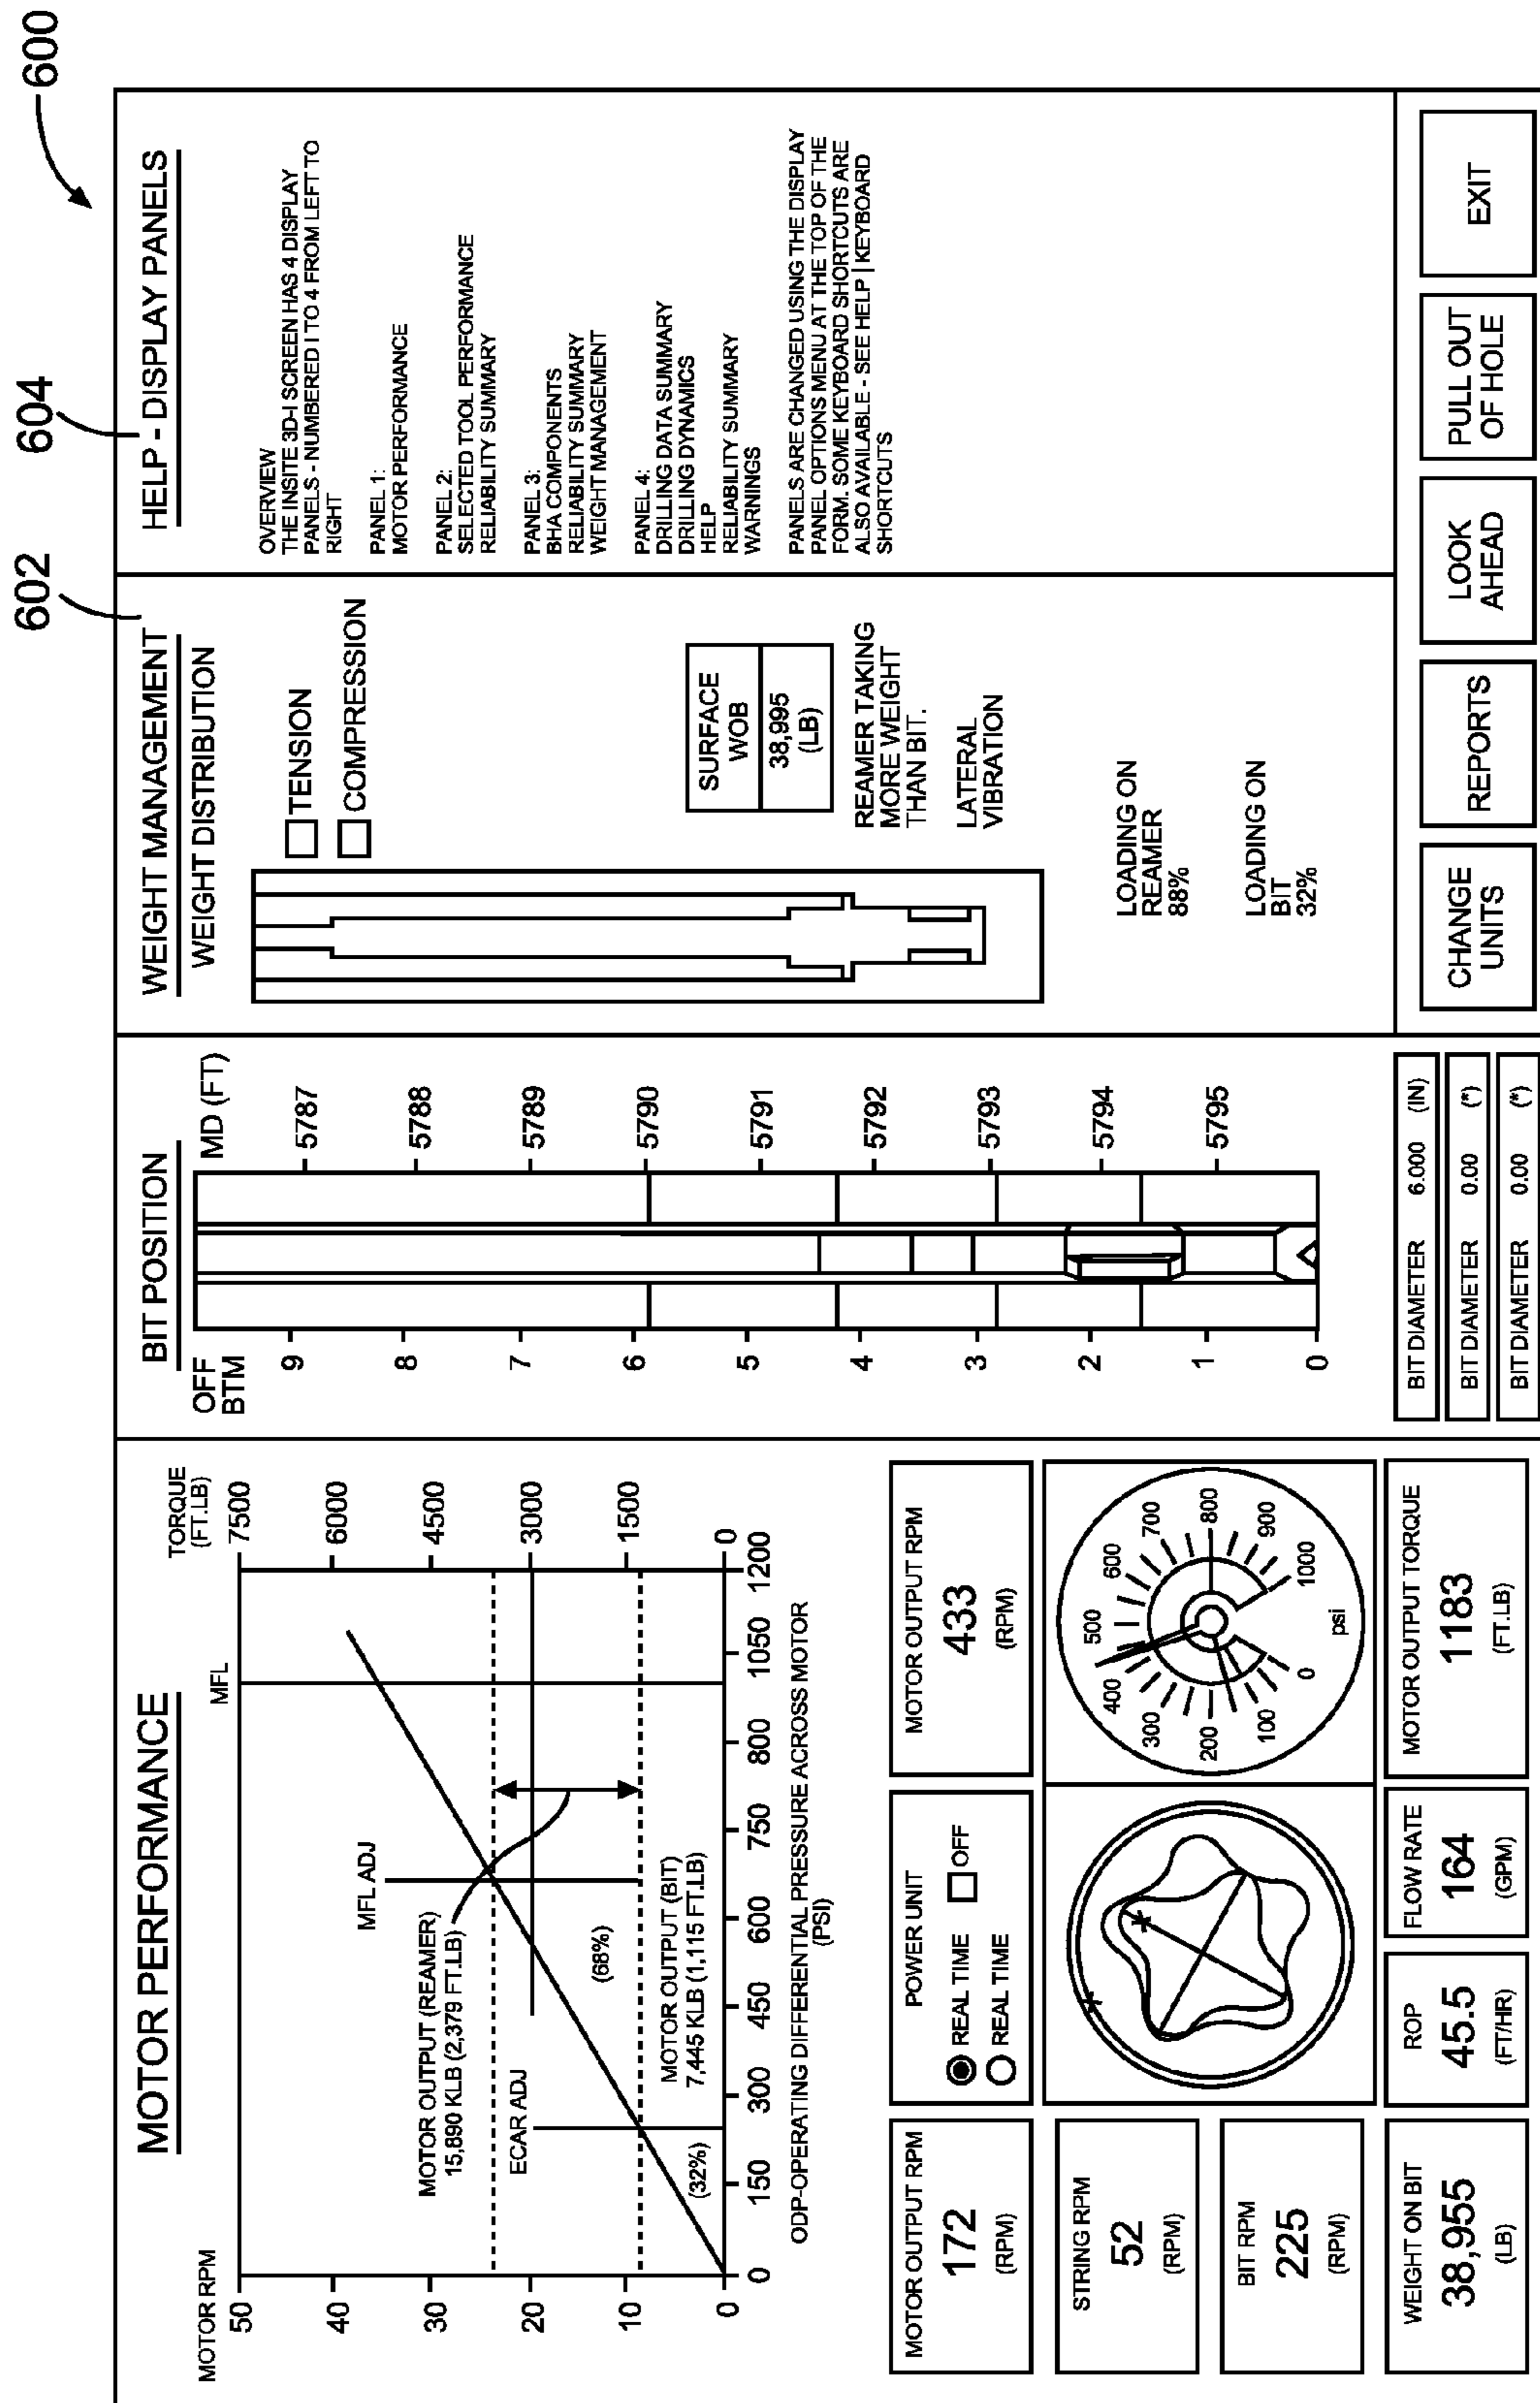 600
602
604
MOTOR PERFORMANCE
MOTOR RPM
TORQUE
(FT.LB)
MFL
50
40
30
20
10
0
7500
6000
4500
3000
1500
0
MFL ADJ
MOTOR OUTPUT (REAMER)
15,890 KLB (2,379 FT.LB)
ECAR ADJ
(68%)
MOTOR OUTPUT (BIT)
7,445 KLB (1,115 FT.LB)
(32%)
0
150
300
450
600
750
800
1050
1200
ODP-OPERATING DIFFERENTIAL PRESSURE ACROSS MOTOR
(PSI)
MOTOR OUTPUT RPM
172
(RPM)
POWER UNIT
REAL TIME
OFF
REAL TIME
MOTOR OUTPUT RPM
433
(RPM)
STRING RPM
52
(RPM)
BIT RPM
225
(RPM)
0
100
200
300
400
500
600
700
800
900
1000
psi
WEIGHT ON BIT
38,955
(LB)
ROP
45.5
(FT/HR)
FLOW RATE
164
(GPM)
MOTOR OUTPUT TORQUE
1183
(FT.LB)
BIT POSITION
OFF
BTM
MD (FT)
9
8
7
6
5
4
3
2
1
0
5787
5788
5789
5790
5791
5792
5793
5794
5795
BIT DIAMETER 6.000 (IN)
BIT DIAMETER 0.00 (*)
BIT DIAMETER 0.00 (*)
WEIGHT MANAGEMENT
WEIGHT DISTRIBUTION
TENSION
COMPRESSION
SURFACE
WOB
38,995
(LB)
REAMER TAKING
MORE WEIGHT
THAN BIT.
LATERAL
VIBRATION
LOADING ON
REAMER
88%
LOADING ON
BIT
32%
HELP - DISPLAY PANELS
OVERVIEW
THE INSITE 3D-I SCREEN HAS 4 DISPLAY
PANELS - NUMBERED I TO 4 FROM LEFT TO
RIGHT
PANEL 1:
MOTOR PERFORMANCE
PANEL 2:
SELECTED TOOL PERFORMANCE
RELIABILITY SUMMARY
PANEL 3:
BHA COMPONENTS
RELIABILITY SUMMARY
WEIGHT MANAGEMENT
PANEL 4:
DRILLING DATA SUMMARY
DRILLING DYNAMICS
HELP
RELIABILITY SUMMARY
WARNINGS
PANELS ARE CHANGED USING THE DISPLAY
PANEL OPTIONS MENU AT THE TOP OF THE
FORM. SOME KEYBOARD SHORTCUTS ARE
ALSO AVAILABLE - SEE HELP | KEYBOARD
SHORTCUTS
CHANGE
UNITS
REPORTS
LOOK
AHEAD
PULL OUT
OF HOLE
EXIT